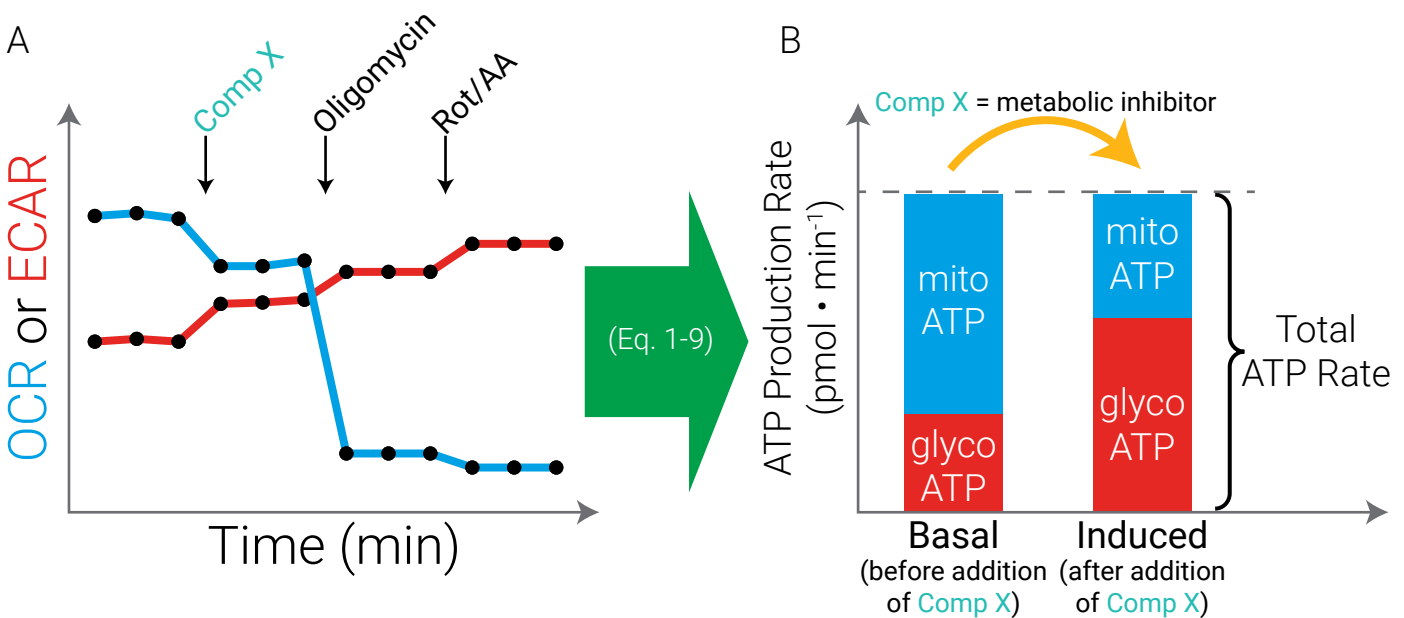 A
Comp X
Oligomycin
Rot/AA
OCR or ECAR
Time (min)
(Eq. 1-9)
B
Comp X = metabolic inhibitor
ATP Production Rate
(pmol • min⁻¹)
mito
ATP
glyco
ATP
mito
ATP
glyco
ATP
Total
ATP Rate
Basal
(before addition
of Comp X)
Induced
(after addition
of Comp X)